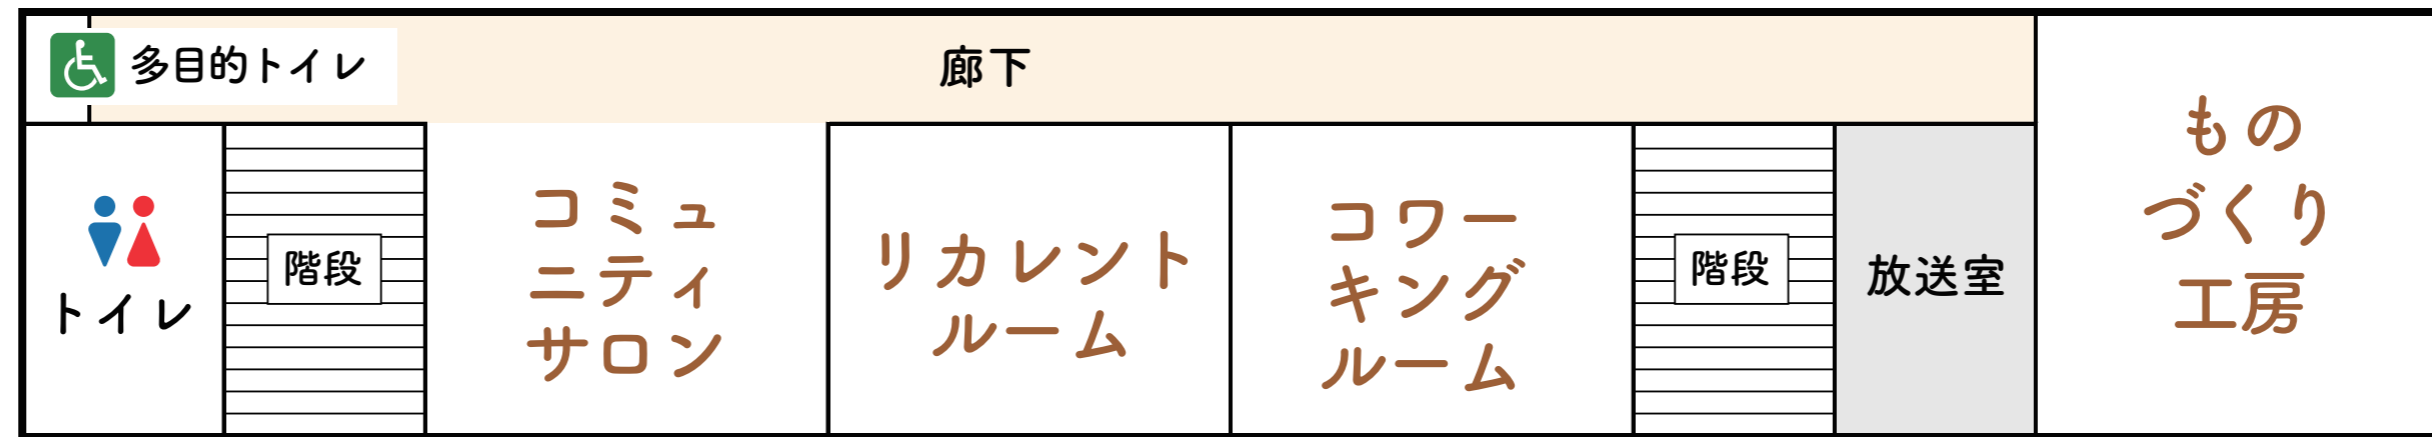 多目的トイレ
廊下
トイレ
階段
コミュ
ニティ
サロン
リカレント
ルーム
コワー
キング
ルーム
階段
放送室
もの
づくり
工房